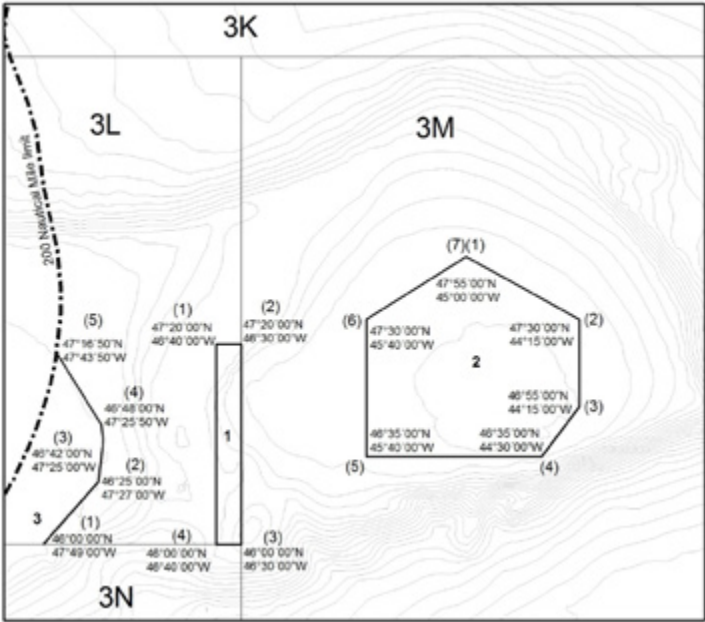 3K
3L
3M
200 Nautical Mile limit
(7)(1)
47°55'00"N
45°00'00"W
(5)
47°16'50"N
47°43'50"W
(1)
47°20'00"N
46°40'00"W
(2)
47°20'00"N
46°30'00"W
(6)
47°30'00"N
45°40'00"W
47°30'00"N
44°15'00"W
(2)
2
(4)
46°48'00"N
47°25'50"W
46°55'00"N
44°15'00"W
(3)
(3)
46°42'00"N
47°25'00"W
1
46°35'00"N
45°40'00"W
46°35'00"N
44°30'00"W
(5)
(4)
(2)
46°25'00"N
47°27'00"W
3
(1)
46°00'00"N
47°49'00"W
(4)
46°00'00"N
46°40'00"W
(3)
46°00'00"N
46°30'00"W
3N